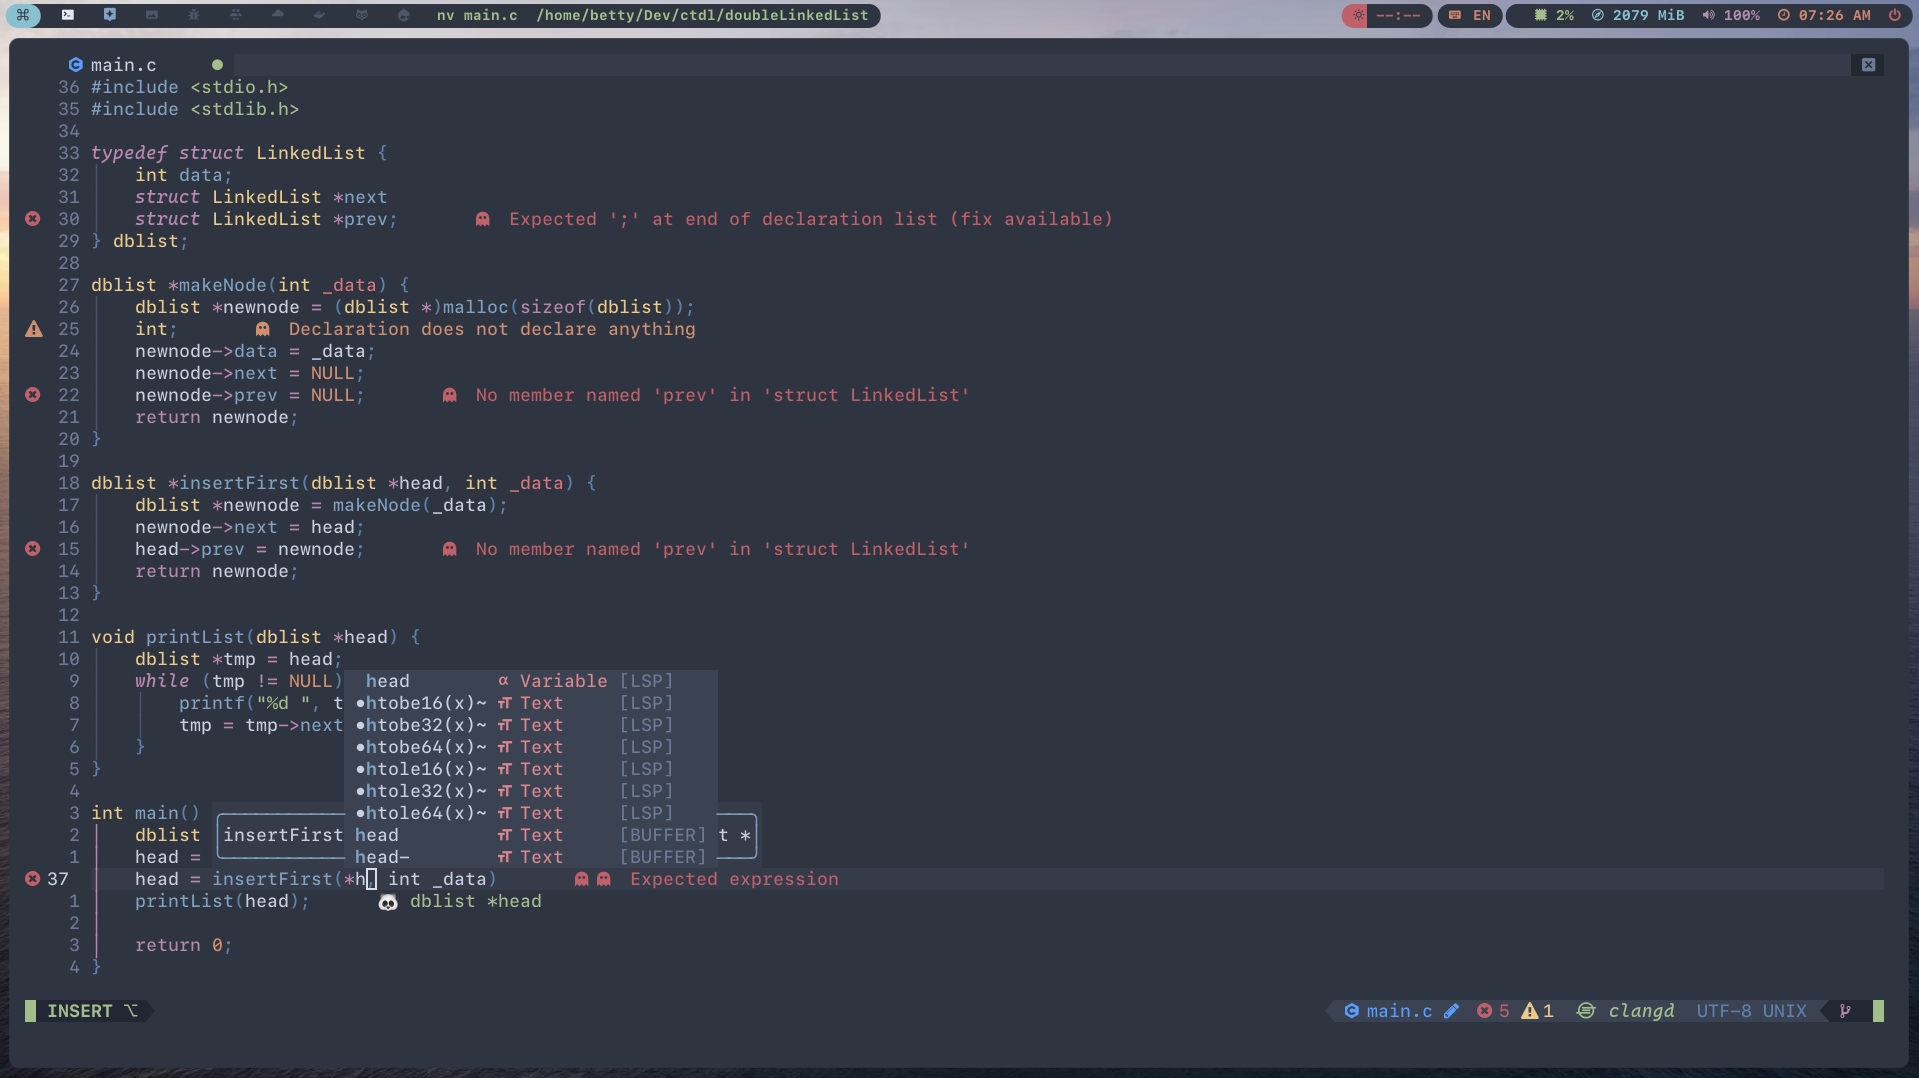 nv main.c /home/betty/Dev/ctdl/doubleLinkedList --:-- EN 2% 2079 MiB 100% 07:26 AM
main.c
36 #include <stdio.h>
35 #include <stdlib.h>
34
33 typedef struct LinkedList {
32 int data;
31 struct LinkedList *next
30 struct LinkedList *prev; Expected ';' at end of declaration list (fix available)
29 } dblist;
28
27 dblist *makeNode(int _data) {
26 dblist *newnode = (dblist *)malloc(sizeof(dblist));
25 int; Declaration does not declare anything
24 newnode->data = _data;
23 newnode->next = NULL;
22 newnode->prev = NULL; No member named 'prev' in 'struct LinkedList'
21 return newnode;
20 }
19
18 dblist *insertFirst(dblist *head, int _data) {
17 dblist *newnode = makeNode(_data);
16 newnode->next = head;
15 head->prev = newnode; No member named 'prev' in 'struct LinkedList'
14 return newnode;
13 }
12
11 void printList(dblist *head) {
10 dblist *tmp = head;
9 while (tmp != NULL) head α Variable [LSP]
8 printf("%d ", t •htobe16(x)~ Text [LSP]
7 tmp = tmp->next •htobe32(x)~ Text [LSP]
6 } •htobe64(x)~ Text [LSP]
5 } •htole16(x)~ Text [LSP]
4 •htole32(x)~ Text [LSP]
3 int main() •htole64(x)~ Text [LSP]
2 dblist insertFirst head Text [BUFFER] t *
1 head = head- Text [BUFFER]
37 head = insertFirst(*h, int _data) Expected expression
1 printList(head); 🐼 dblist *head
2
3 return 0;
4 }
INSERT ⌥ main.c 5 1 clangd UTF-8 UNIX